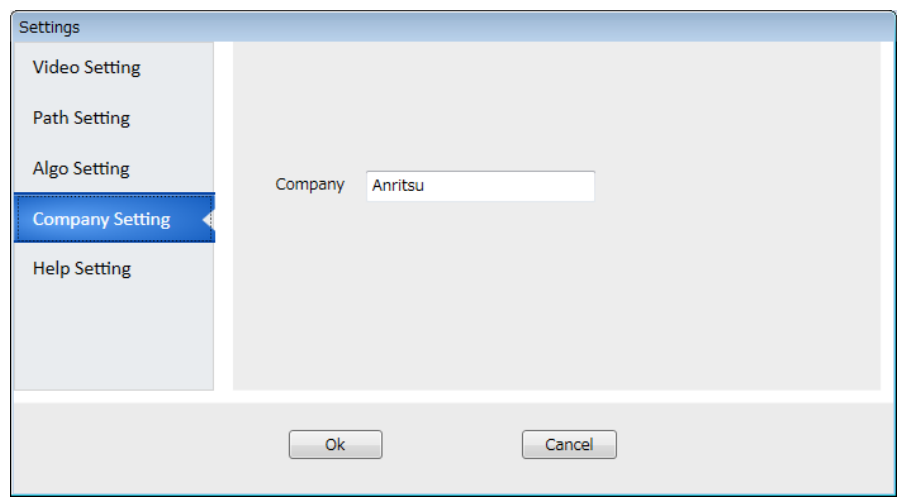 Settings
Video Setting
Path Setting
Algo Setting
Company Setting
Help Setting
Company
Anritsu
Ok
Cancel